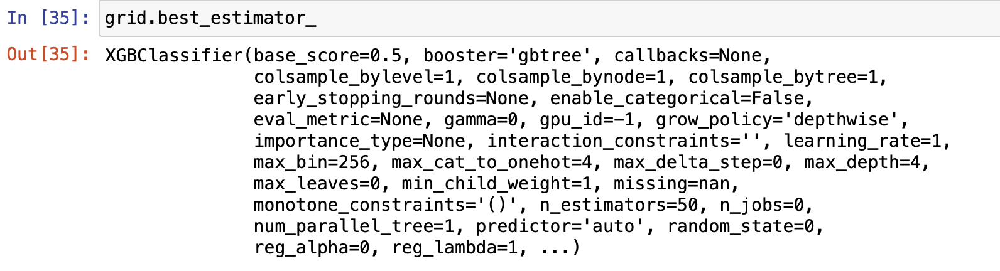 In [35]: grid.best_estimator_
Out[35]: XGBClassifier(base_score=0.5, booster='gbtree', callbacks=None,
colsample_bylevel=1, colsample_bynode=1, colsample_bytree=1,
early_stopping_rounds=None, enable_categorical=False,
eval_metric=None, gamma=0, gpu_id=-1, grow_policy='depthwise',
importance_type=None, interaction_constraints='', learning_rate=1,
max_bin=256, max_cat_to_onehot=4, max_delta_step=0, max_depth=4,
max_leaves=0, min_child_weight=1, missing=nan,
monotone_constraints='()', n_estimators=50, n_jobs=0,
num_parallel_tree=1, predictor='auto', random_state=0,
reg_alpha=0, reg_lambda=1, ...)